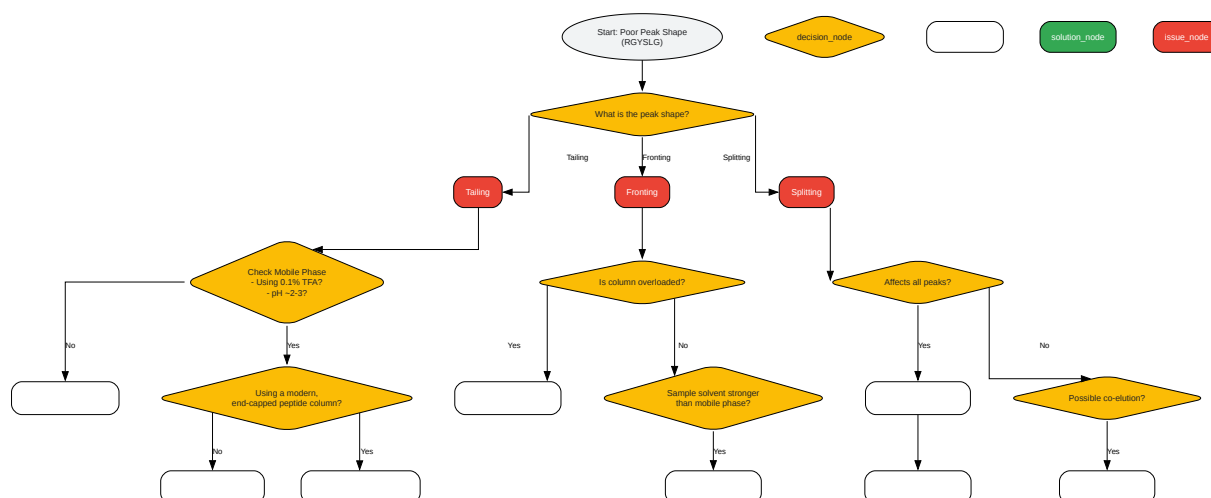 Start: Poor Peak Shape
(RGYSLG)
decision_node
solution_node
issue_node
What is the peak shape?
Tailing
Fronting
Splitting
Tailing
Fronting
Splitting
Check Mobile Phase
- Using 0.1% TFA?
- pH ~2-3?
Is column overloaded?
Affects all peaks?
No
Yes
Yes
No
Yes
No
Using a modern,
end-capped peptide column?
Sample solvent stronger
than mobile phase?
Possible co-elution?
No
Yes
Yes
Yes